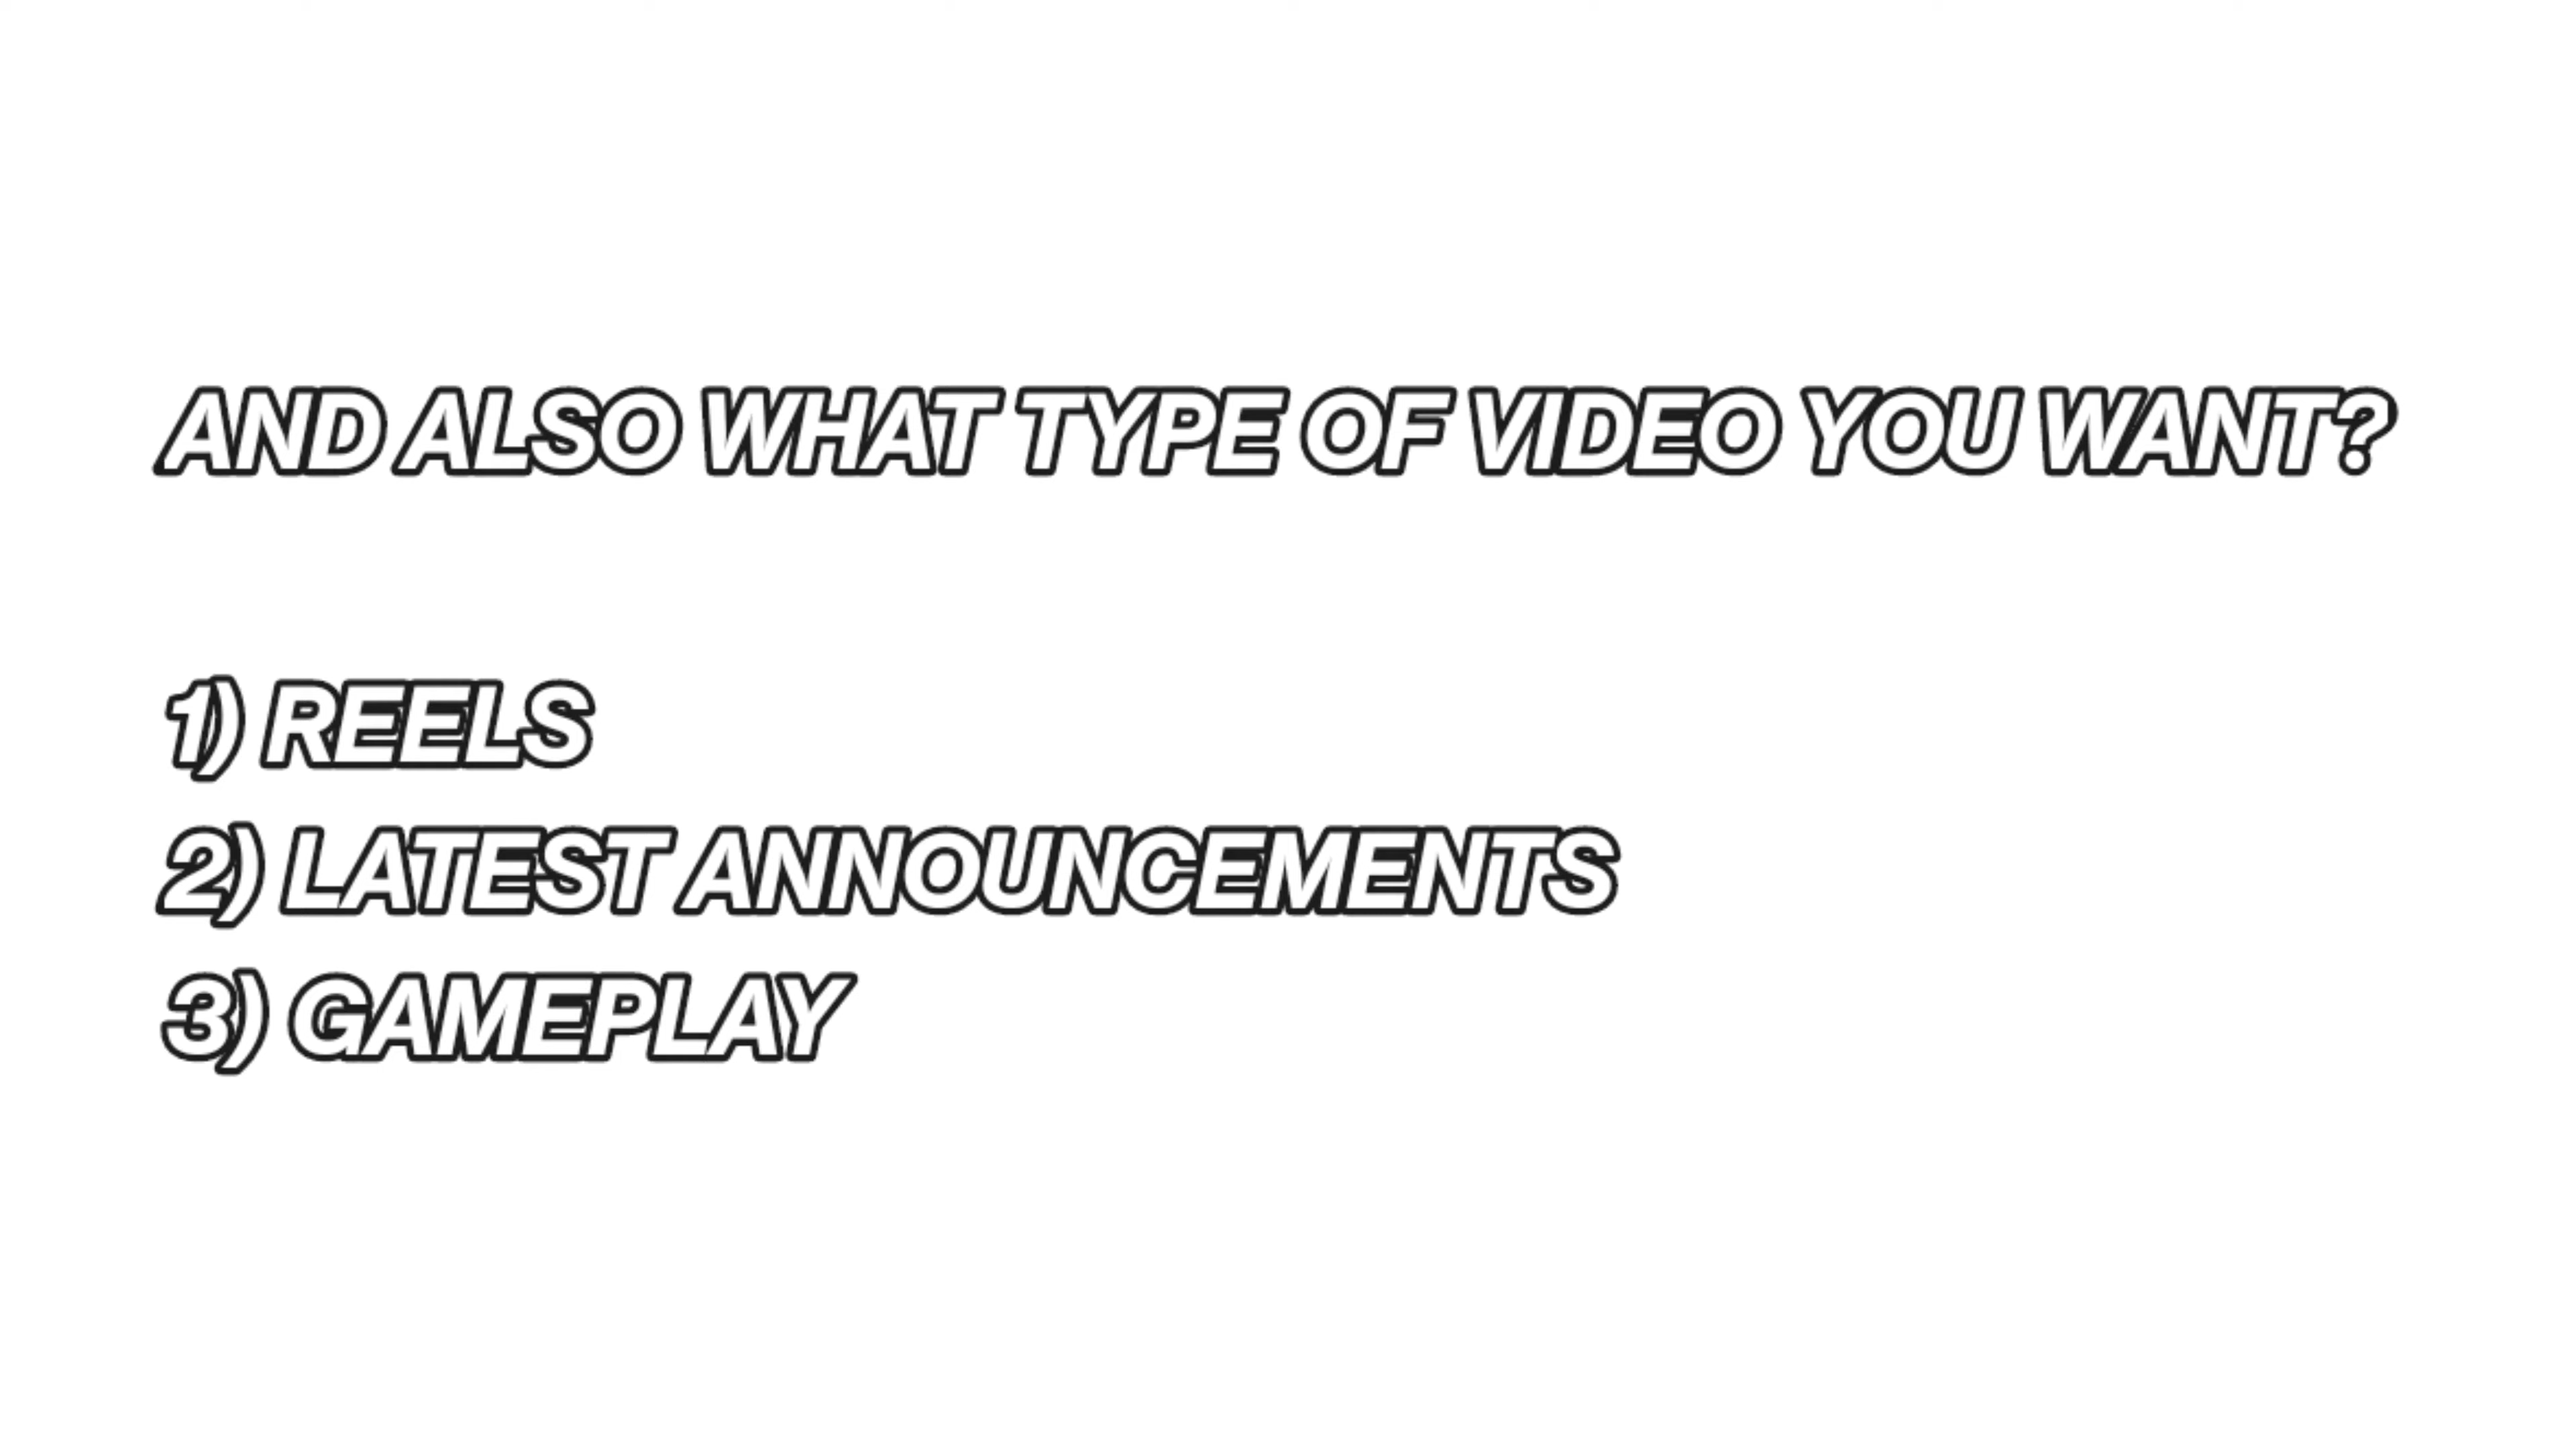 AND ALSO WHAT TYPE OF VIDEO YOU WANT?
1) REELS
2) LATEST ANNOUNCEMENTS
3) GAMEPLAY